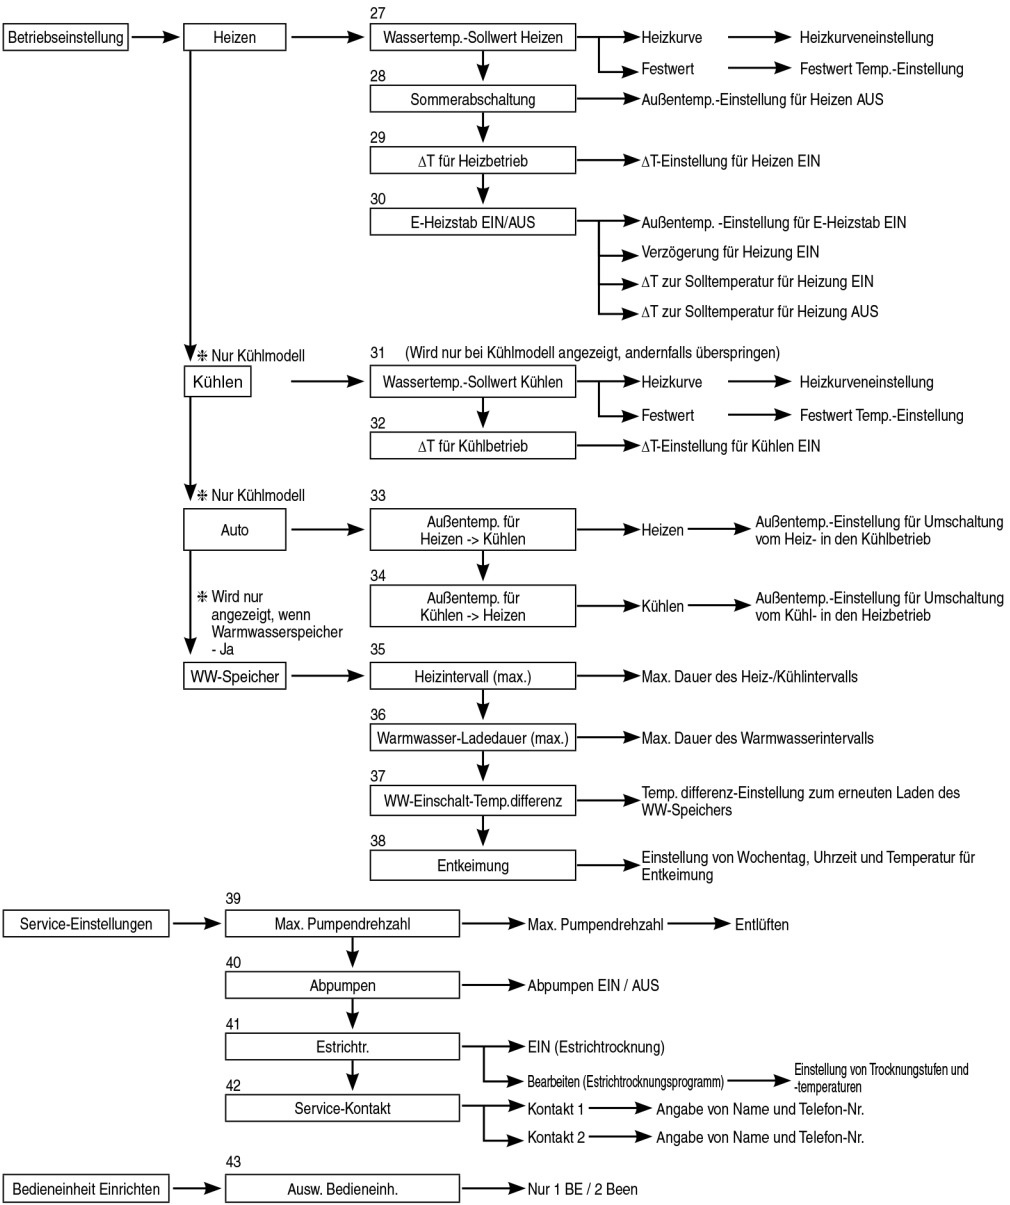 27
Betriebseinstellung
Heizen
Wassertemp.-Sollwert Heizen
Heizkurve
Heizkurveneinstellung
Festwert
Festwert Temp.-Einstellung
28
Sommerabschaltung
Außentemp.-Einstellung für Heizen AUS
29
∆T für Heizbetrieb
∆T-Einstellung für Heizen EIN
30
E-Heizstab EIN/AUS
Außentemp. -Einstellung für E-Heizstab EIN
Verzögerung für Heizung EIN
∆T zur Solltemperatur für Heizung EIN
∆T zur Solltemperatur für Heizung AUS
※ Nur Kühlmodell
31 (Wird nur bei Kühlmodell angezeigt, andernfalls überspringen)
Kühlen
Wassertemp.-Sollwert Kühlen
Heizkurve
Heizkurveneinstellung
Festwert
Festwert Temp.-Einstellung
32
∆T für Kühlbetrieb
∆T-Einstellung für Kühlen EIN
※ Nur Kühlmodell
33
Auto
Außentemp. für
Heizen -> Kühlen
Heizen
Außentemp.-Einstellung für Umschaltung
vom Heiz- in den Kühlbetrieb
34
Außentemp. für
Kühlen -> Heizen
Kühlen
Außentemp.-Einstellung für Umschaltung
vom Kühl- in den Heizbetrieb
※ Wird nur
angezeigt, wenn
Warmwasserspeicher
- Ja
35
WW-Speicher
Heizintervall (max.)
Max. Dauer des Heiz-/Kühlintervalls
36
Warmwasser-Ladedauer (max.)
Max. Dauer des Warmwasserintervalls
37
WW-Einschalt-Temp.differenz
Temp. differenz-Einstellung zum erneuten Laden des
WW-Speichers
38
Entkeimung
Einstellung von Wochentag, Uhrzeit und Temperatur für
Entkeimung
39
Service-Einstellungen
Max. Pumpendrehzahl
Max. Pumpendrehzahl
Entlüften
40
Abpumpen
Abpumpen EIN / AUS
41
Estrichtr.
EIN (Estrichtrocknung)
Bearbeiten (Estrichtrocknungsprogramm)
Einstellung von Trocknungstufen und
-temperaturen
42
Service-Kontakt
Kontakt 1
Angabe von Name und Telefon-Nr.
Kontakt 2
Angabe von Name und Telefon-Nr.
43
Bedieneinheit Einrichten
Ausw. Bedieneinh.
Nur 1 BE / 2 Been